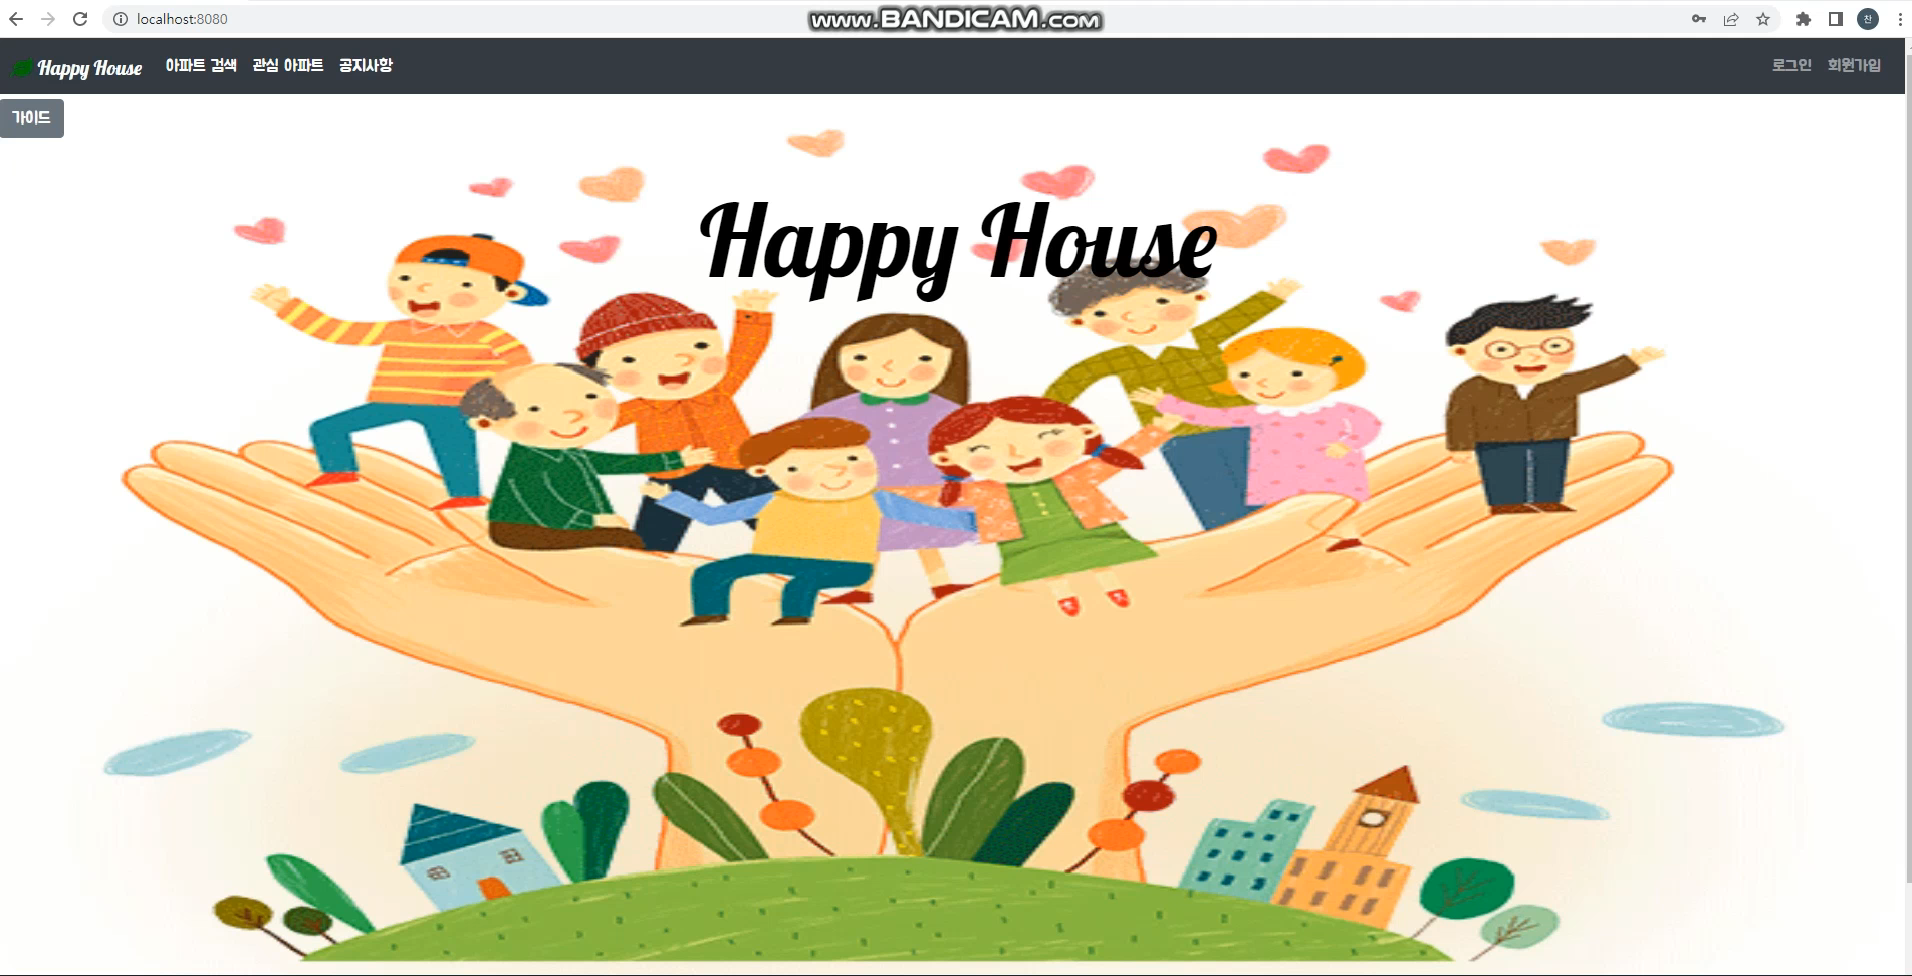 localhost:8080
www.BANDICAM.com
찬
Happy House 아파트 검색 관심 아파트 공지사항 로그인 회원가입
가이드
Happy House